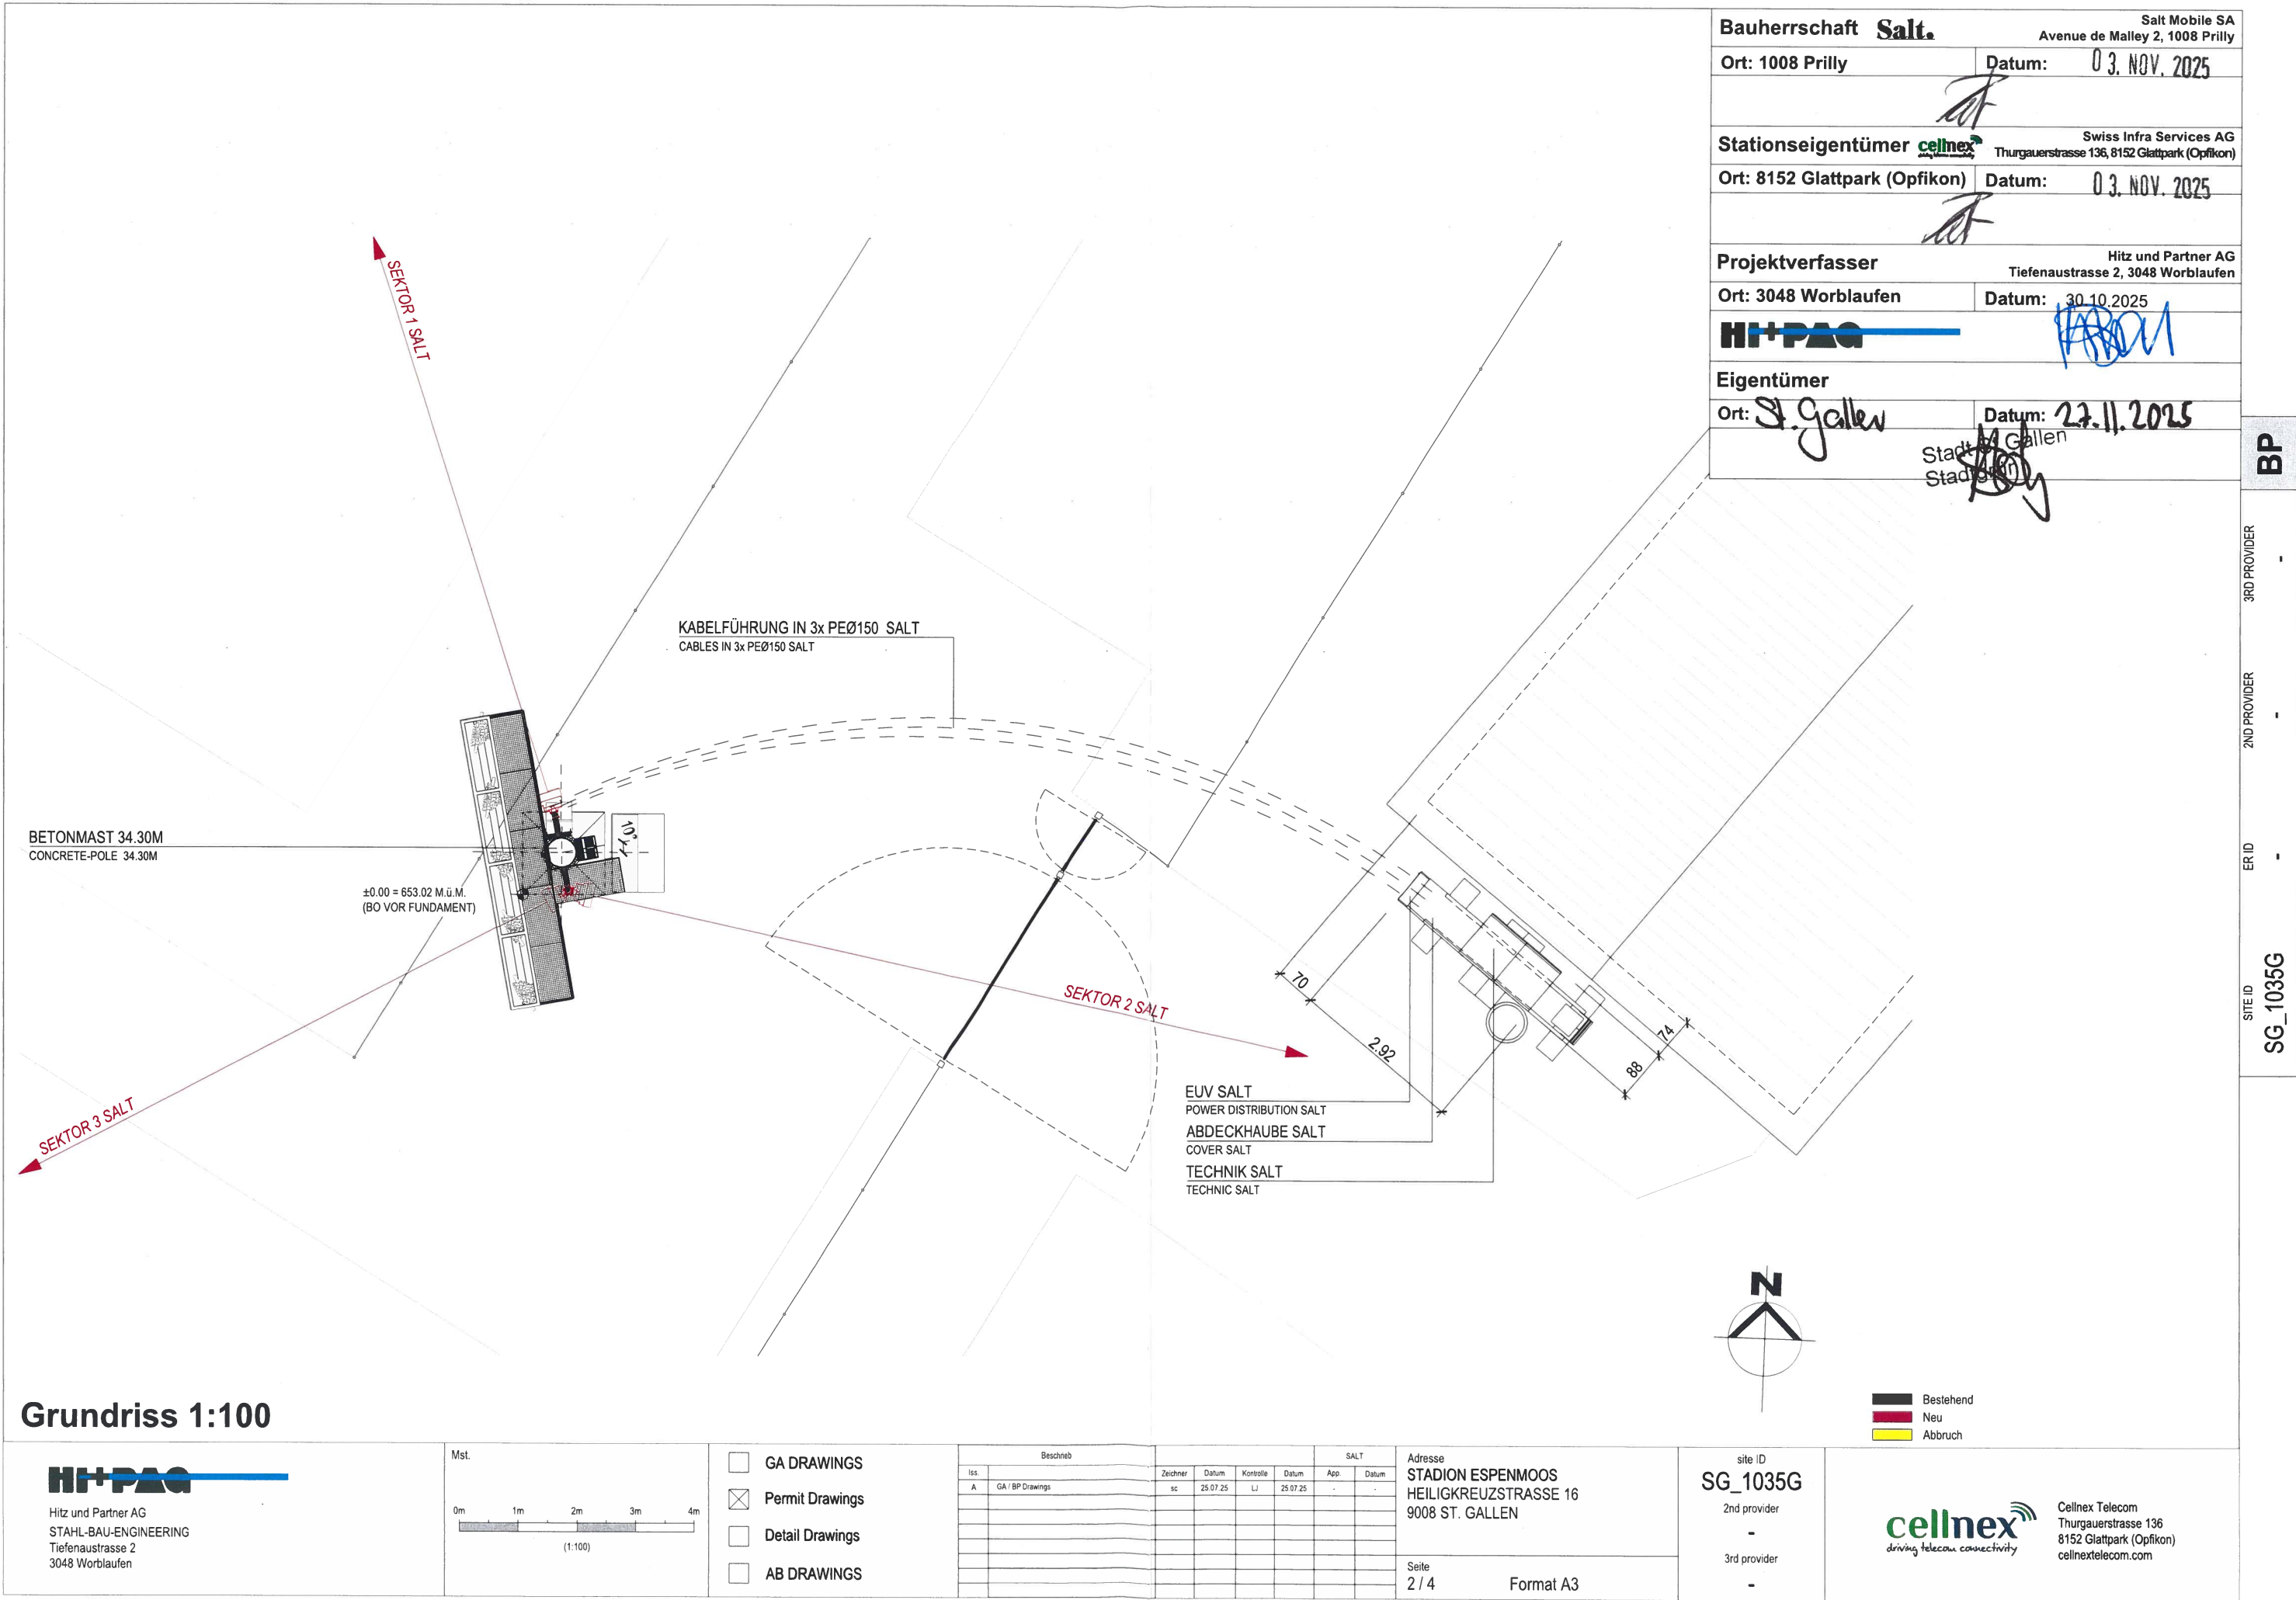 Bauherrschaft Salt. Salt Mobile SA
Avenue de Malley 2, 1008 Prilly
Ort: 1008 Prilly Datum: 03. NOV. 2025
Stationseigentümer cellnex Swiss Infra Services AG
driving telecom connectivity Thurgauerstrasse 136, 8152 Glattpark (Opfikon)
Ort: 8152 Glattpark (Opfikon) Datum: 03. NOV. 2025
Projektverfasser Hitz und Partner AG
Tiefenaustrasse 2, 3048 Worblaufen
Ort: 3048 Worblaufen Datum: 30.10.2025
HI+PAG
Eigentümer
Ort: St. Gallen Datum: 27.11.2025
Stadt St. Gallen
Stadtgrün
BP
3RD PROVIDER -
2ND PROVIDER -
ER ID -
SITE ID SG_1035G
SEKTOR 1 SALT
KABELFÜHRUNG IN 3x PEØ150 SALT
CABLES IN 3x PEØ150 SALT
BETONMAST 34.30M
CONCRETE-POLE 34.30M
10°
±0.00 = 653.02 M.ü.M.
(BO VOR FUNDAMENT)
SEKTOR 2 SALT
SEKTOR 3 SALT
70
2.92
74
88
EUV SALT
POWER DISTRIBUTION SALT
ABDECKHAUBE SALT
COVER SALT
TECHNIK SALT
TECHNIC SALT
N
Bestehend
Neu
Abbruch
Grundriss 1:100
HI+PAG
Hitz und Partner AG
STAHL-BAU-ENGINEERING
Tiefenaustrasse 2
3048 Worblaufen
Mst.
0m 1m 2m 3m 4m
(1:100)
GA DRAWINGS
Permit Drawings
Detail Drawings
AB DRAWINGS
Beschrieb SALT
Iss. Zeichner Datum Kontrolle Datum App. Datum
A GA / BP Drawings sc 25.07.25 LJ 25.07.25 - -
Adresse
STADION ESPENMOOS
HEILIGKREUZSTRASSE 16
9008 ST. GALLEN
Seite
2 / 4 Format A3
site ID
SG_1035G
2nd provider
-
3rd provider
-
cellnex
driving telecom connectivity
Cellnex Telecom
Thurgauerstrasse 136
8152 Glattpark (Opfikon)
cellnextelecom.com